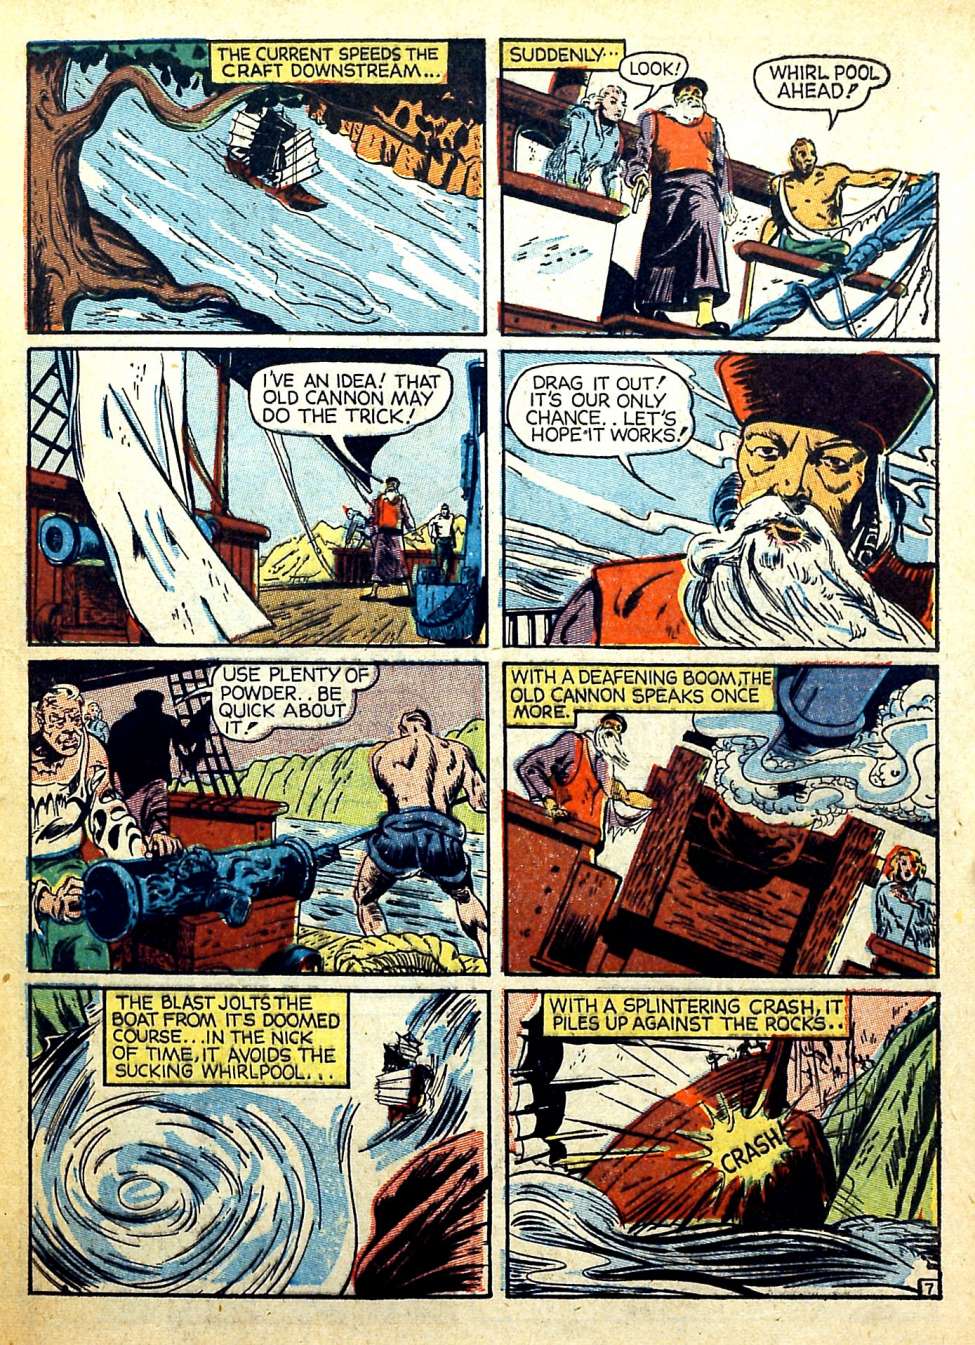 THE CURRENT SPEEDS THE
CRAFT DOWNSTREAM...
SUDDENLY...
LOOK!
WHIRL POOL
AHEAD!
I'VE AN IDEA! THAT
OLD CANNON MAY
DO THE TRICK!
DRAG IT OUT!
IT'S OUR ONLY
CHANCE.. LET'S
HOPE IT WORKS!
USE PLENTY OF
POWDER.. BE
QUICK ABOUT
IT!
WITH A DEAFENING BOOM, THE
OLD CANNON SPEAKS ONCE
MORE.
THE BLAST JOLTS THE
BOAT FROM IT'S DOOMED
COURSE... IN THE NICK
OF TIME, IT AVOIDS THE
SUCKING WHIRLPOOL...
WITH A SPLINTERING CRASH, IT
PILES UP AGAINST THE ROCKS..
CRASH!
7